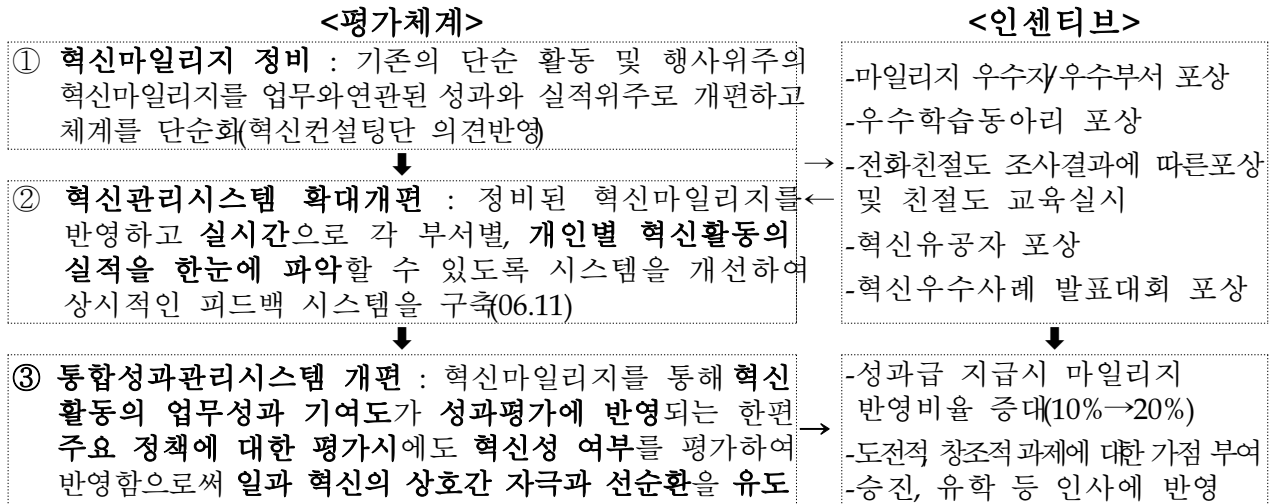 <평가체계>
① 혁신마일리지 정비 : 기존의 단순 활동 및 행사위주의
혁신마일리지를 업무와연관된 성과와 실적위주로 개편하고
체계를 단순화(혁신컨설팅단 의견반영)
⬇
② 혁신관리시스템 확대개편 : 정비된 혁신마일리지를
반영하고 실시간으로 각 부서별, 개인별 혁신활동의
실적을 한눈에 파악할 수 있도록 시스템을 개선하여
상시적인 피드백 시스템을 구축(06.11)
⬇
③ 통합성과관리시스템 개편 : 혁신마일리지를 통해 혁신
활동의 업무성과 기여도가 성과평가에 반영되는 한편
주요 정책에 대한 평가시에도 혁신성 여부를 평가하여
반영함으로써 일과 혁신의 상호간 자극과 선순환을 유도
→
←
→
<인센티브>
-마일리지 우수자/우수부서 포상
-우수학습동아리 포상
-전화친절도 조사결과에 따른포상
및 친절도 교육실시
-혁신유공자 포상
-혁신우수사례 발표대회 포상
⬇
-성과급 지급시 마일리지
반영비율 증대(10%→20%)
-도전적, 창조적 과제에 대한 가점 부여
-승진, 유학 등 인사에 반영